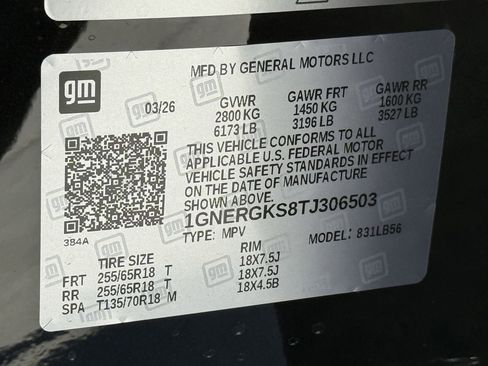 MFD BY GENERAL MOTORS LLC
gm
03/26
GVWR
2800 KG
6173 LB
GAWR FRT
1450 KG
3196 LB
GAWR RR
1600 KG
3527 LB
THIS VEHICLE CONFORMS TO ALL
APPLICABLE U.S. FEDERAL MOTOR
VEHICLE SAFETY STANDARDS IN EFFECT
ON THE DATE OF MANUFACTURE
SHOWN ABOVE.
1GNERGKS8TJ306503
TYPE: MPV
MODEL: 831LB56
384A
TIRE SIZE
RIM
FRT 255/65R18 T 18X7.5J
RR 255/65R18 T 18X7.5J
SPA T135/70R18 M 18X4.5B